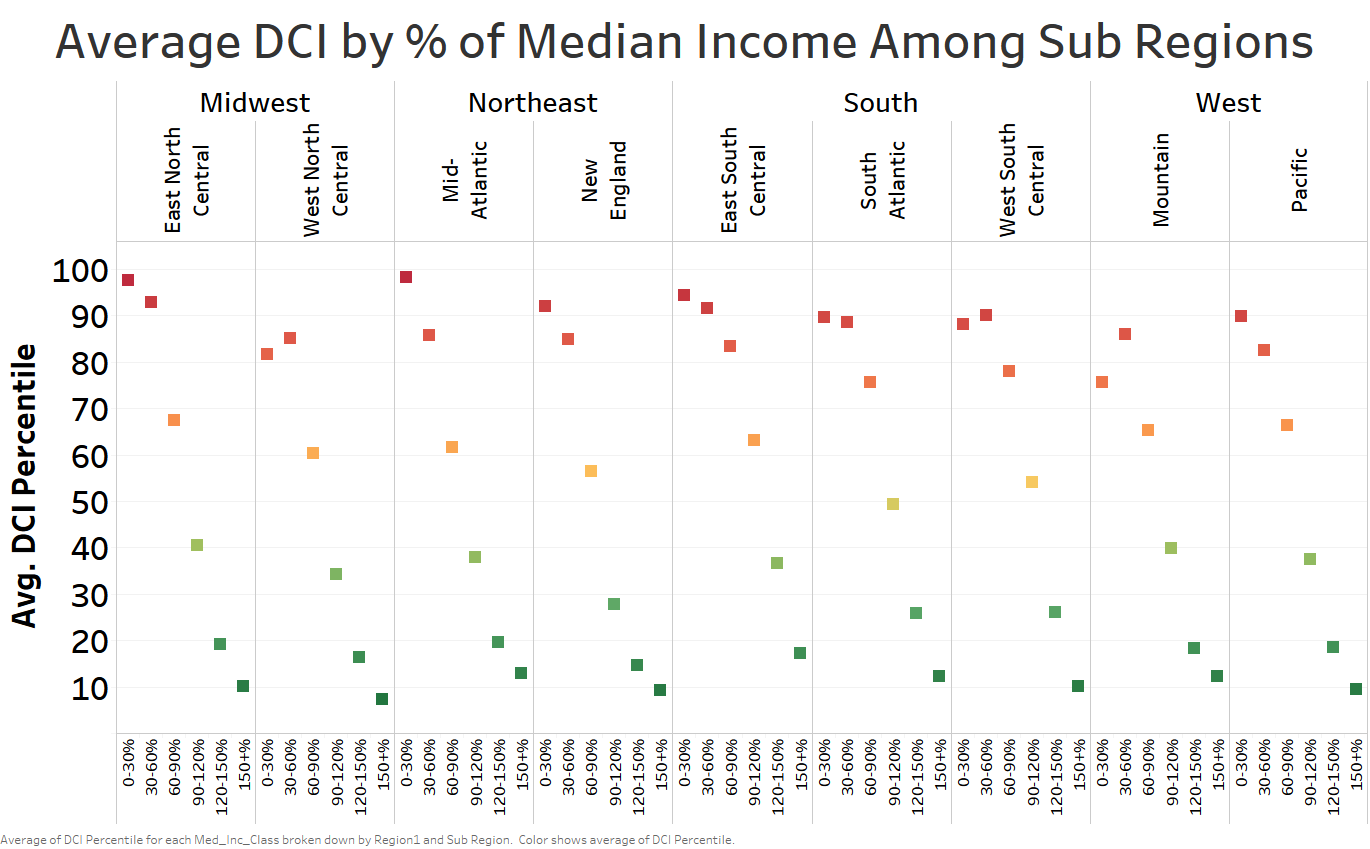 Average DCI by % of Median Income Among Sub Regions
Midwest
Northeast
South
West
East North
Central
West North
Central
Mid-
Atlantic
New
England
East South
Central
South
Atlantic
West South
Central
Mountain
Pacific
Avg. DCI Percentile
100
90
80
70
60
50
40
30
20
10
0-30%
30-60%
60-90%
90-120%
120-150%
150+%
0-30%
30-60%
60-90%
90-120%
120-150%
150+%
0-30%
30-60%
60-90%
90-120%
120-150%
150+%
0-30%
30-60%
60-90%
90-120%
120-150%
150+%
0-30%
30-60%
60-90%
90-120%
120-150%
150+%
0-30%
30-60%
60-90%
90-120%
120-150%
150+%
0-30%
30-60%
60-90%
90-120%
120-150%
150+%
0-30%
30-60%
60-90%
90-120%
120-150%
150+%
0-30%
30-60%
60-90%
90-120%
120-150%
150+%
Average of DCI Percentile for each Med_Inc_Class broken down by Region1 and Sub Region.  Color shows average of DCI Percentile.